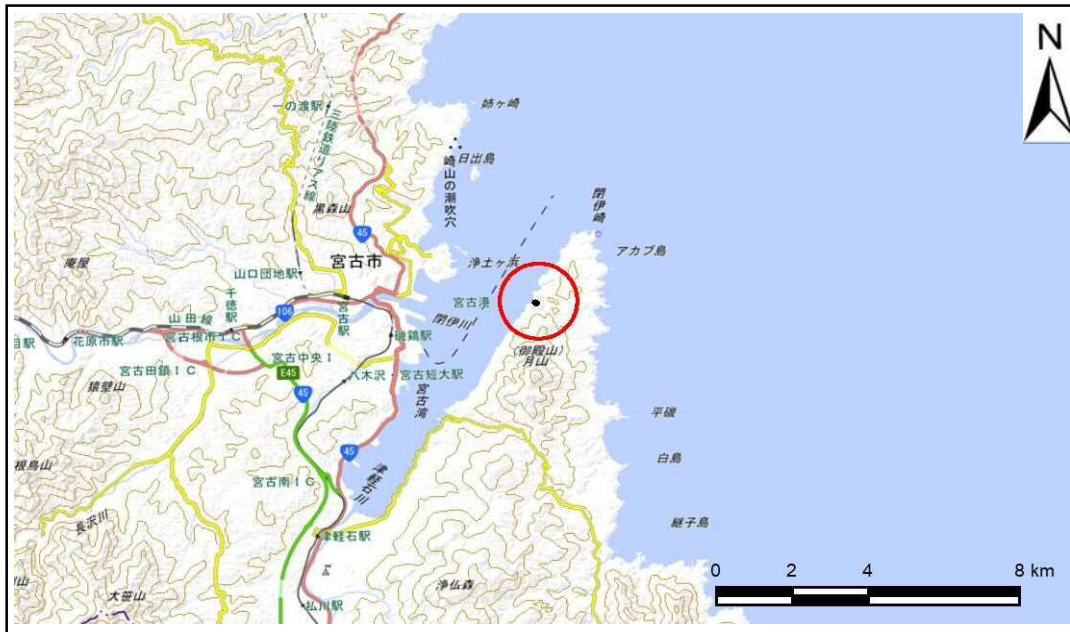 N
姉ヶ崎
一の渡駅
三陸鉄道リアス線
日出島
崎山の潮吹穴
黒森山
閉伊崎
アカブ島
45
宮古市
浄土ヶ浜
庵屋
山口団地駅
千徳駅
宮古港
106
山田線
宮古駅
閉伊川
磯鶏駅
目駅
花原市駅
宮古根市IC
(御殿山)
月山
宮古中央I
宮古田鎖IC
E45
八木沢・宮古短大駅
猿壁山
45
宮古湾
平磯
45
白島
根鳥山
宮古南IC
津軽石川
長沢川
継子島
津軽石駅
0 2 4 8 km
浄仏森
大笹山
払川駅